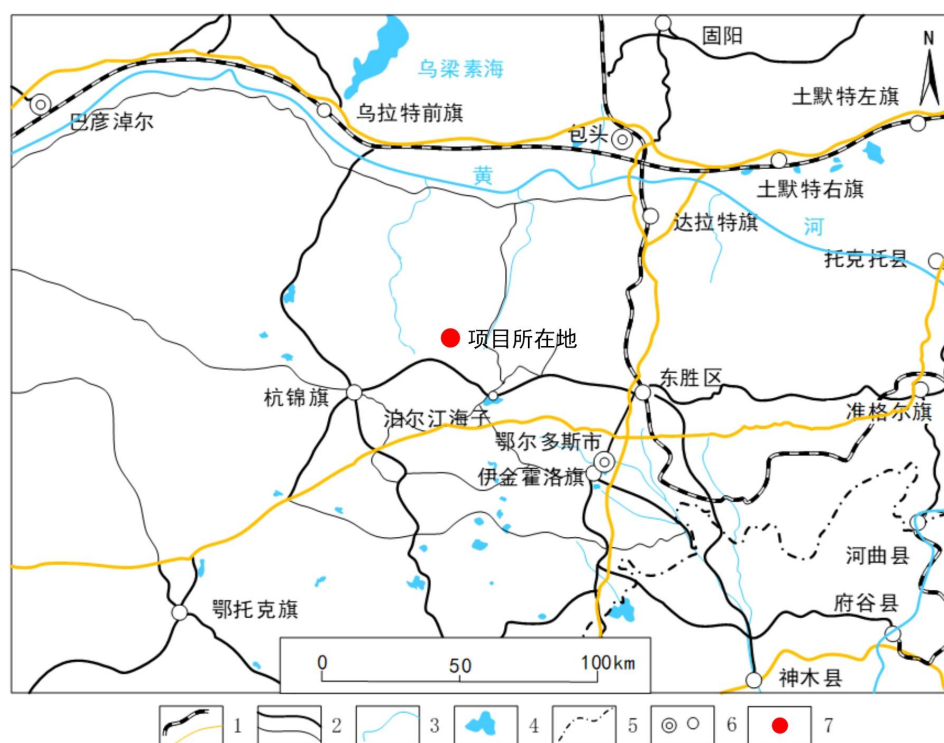 固阳
N
乌梁素海
土默特左旗
巴彦淖尔
乌拉特前旗
包头
黄
土默特右旗
达拉特旗
河
托克托县
项目所在地
东胜区
杭锦旗
泊尔江海子
准格尔旗
鄂尔多斯市
伊金霍洛旗
河曲县
鄂托克旗
府谷县
0 50 100km
神木县
1 2 3 4 5 6 7